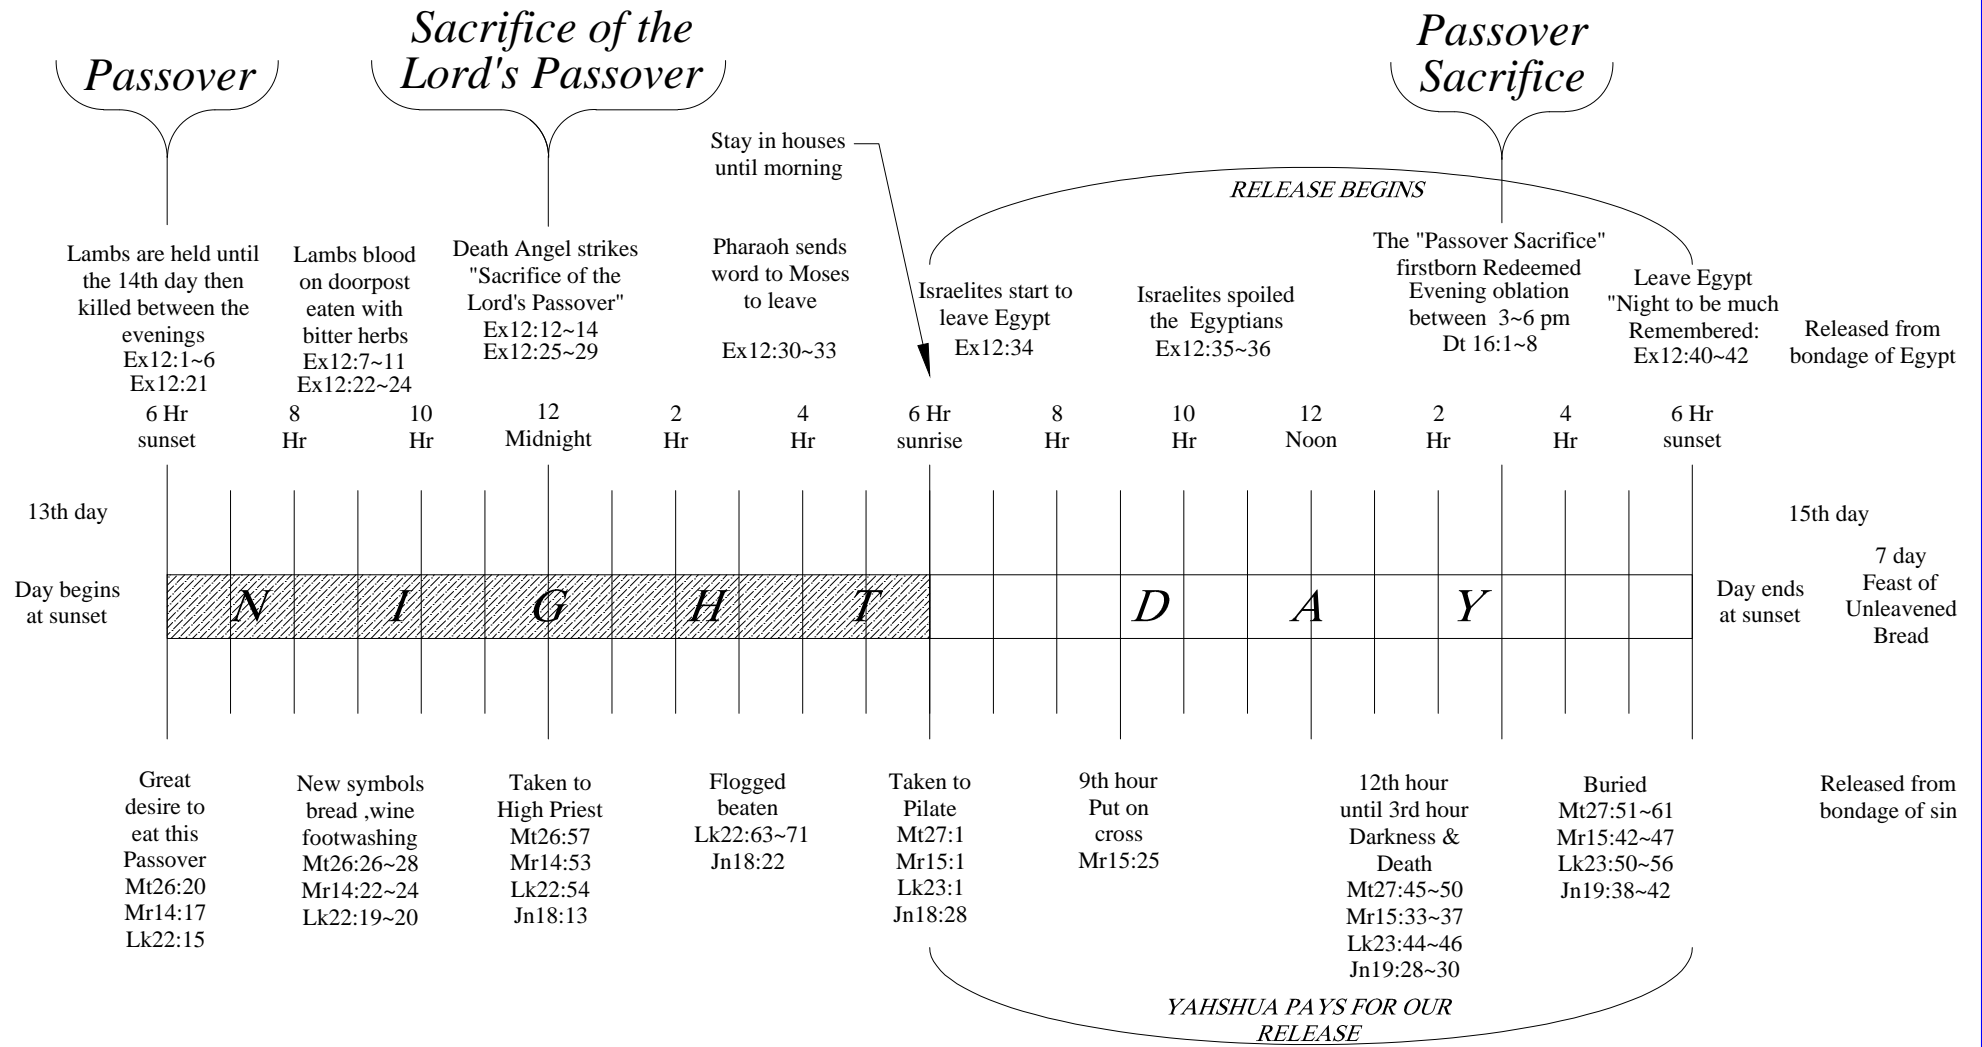 Passover
Sacrifice of the
Lord's Passover
Passover
Sacrifice
Stay in houses
until morning
RELEASE BEGINS
Lambs are held until
the 14th day then
killed between the
evenings
Ex12:1~6
Ex12:21
Lambs blood
on doorpost
eaten with
bitter herbs
Ex12:7~11
Ex12:22~24
Death Angel strikes
"Sacrifice of the
Lord's Passover"
Ex12:12~14
Ex12:25~29
Pharaoh sends
word to Moses
to leave
Ex12:30~33
Israelites start to
leave Egypt
Ex12:34
Israelites spoiled
the Egyptians
Ex12:35~36
The "Passover Sacrifice"
firstborn Redeemed
Evening oblation
between 3~6 pm
Dt 16:1~8
Leave Egypt
"Night to be much
Remembered:
Ex12:40~42
Released from
bondage of Egypt
6 Hr
sunset
8
Hr
10
Hr
12
Midnight
2
Hr
4
Hr
6 Hr
sunrise
8
Hr
10
Hr
12
Noon
2
Hr
4
Hr
6 Hr
sunset
13th day
15th day
Day begins
at sunset
N I G H T
D A Y
Day ends
at sunset
7 day
Feast of
Unleavened
Bread
Great
desire to
eat this
Passover
Mt26:20
Mr14:17
Lk22:15
New symbols
bread ,wine
footwashing
Mt26:26~28
Mr14:22~24
Lk22:19~20
Taken to
High Priest
Mt26:57
Mr14:53
Lk22:54
Jn18:13
Flogged
beaten
Lk22:63~71
Jn18:22
Taken to
Pilate
Mt27:1
Mr15:1
Lk23:1
Jn18:28
9th hour
Put on
cross
Mr15:25
12th hour
until 3rd hour
Darkness &
Death
Mt27:45~50
Mr15:33~37
Lk23:44~46
Jn19:28~30
Buried
Mt27:51~61
Mr15:42~47
Lk23:50~56
Jn19:38~42
Released from
bondage of sin
YAHSHUA PAYS FOR OUR
RELEASE